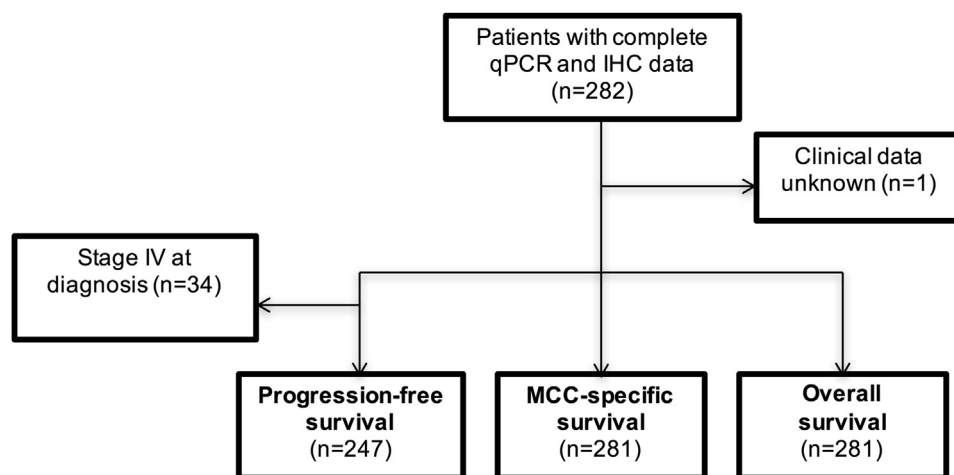 Patients with complete
qPCR and IHC data
(n=282)
Clinical data
unknown (n=1)
Stage IV at
diagnosis (n=34)
Progression-free
survival
(n=247)
MCC-specific
survival
(n=281)
Overall
survival
(n=281)